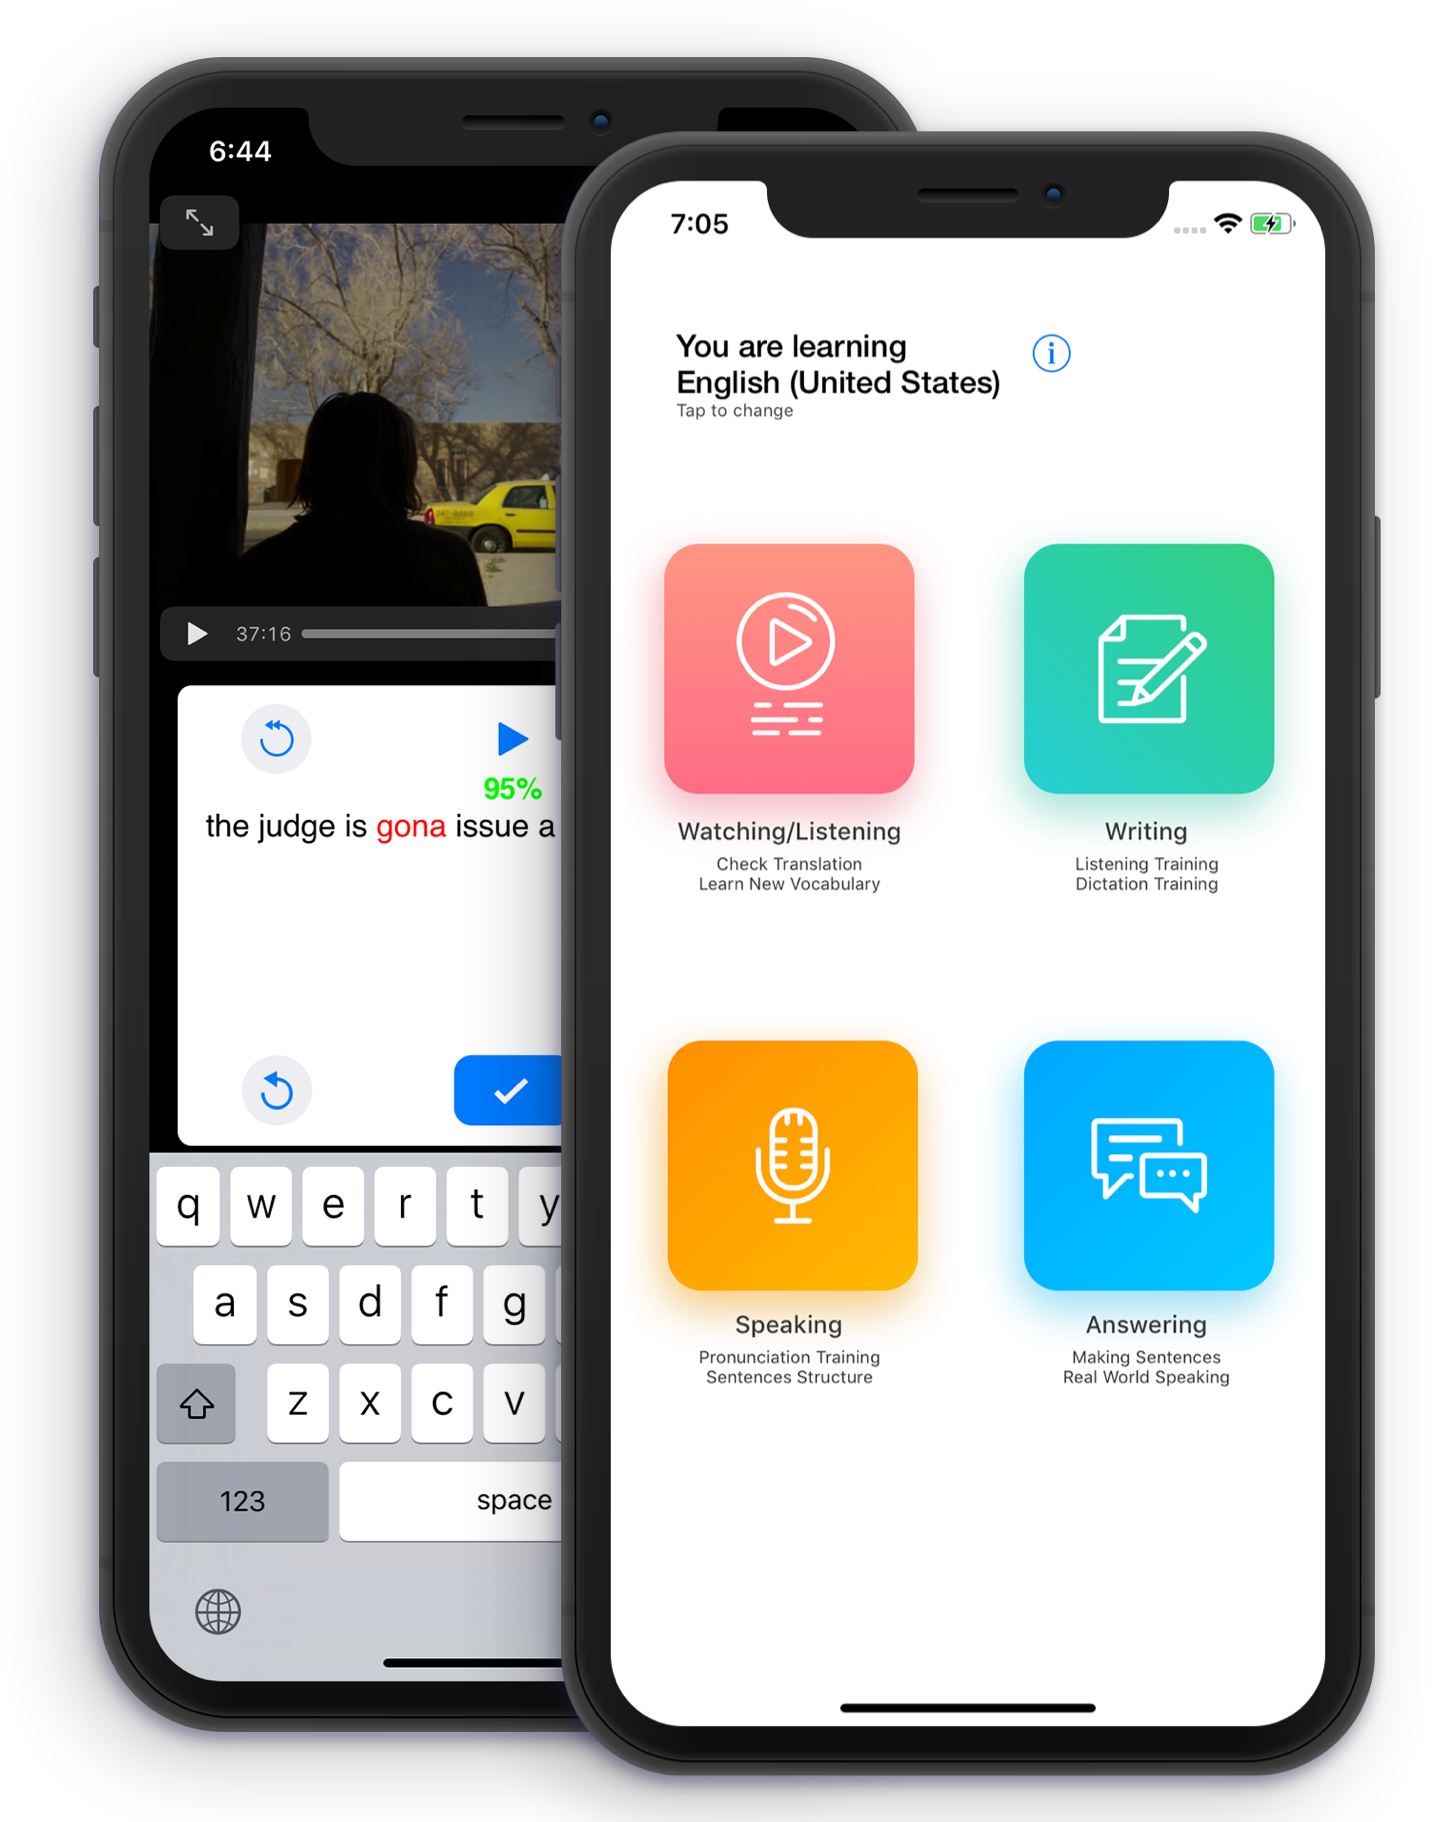 6:44
37:16
95%
the judge is gona issue a
q w e r t y
a s d f g
z x c v
123 space
7:05
You are learning
English (United States)
Tap to change
Watching/Listening
Check Translation
Learn New Vocabulary
Writing
Listening Training
Dictation Training
Speaking
Pronunciation Training
Sentences Structure
Answering
Making Sentences
Real World Speaking